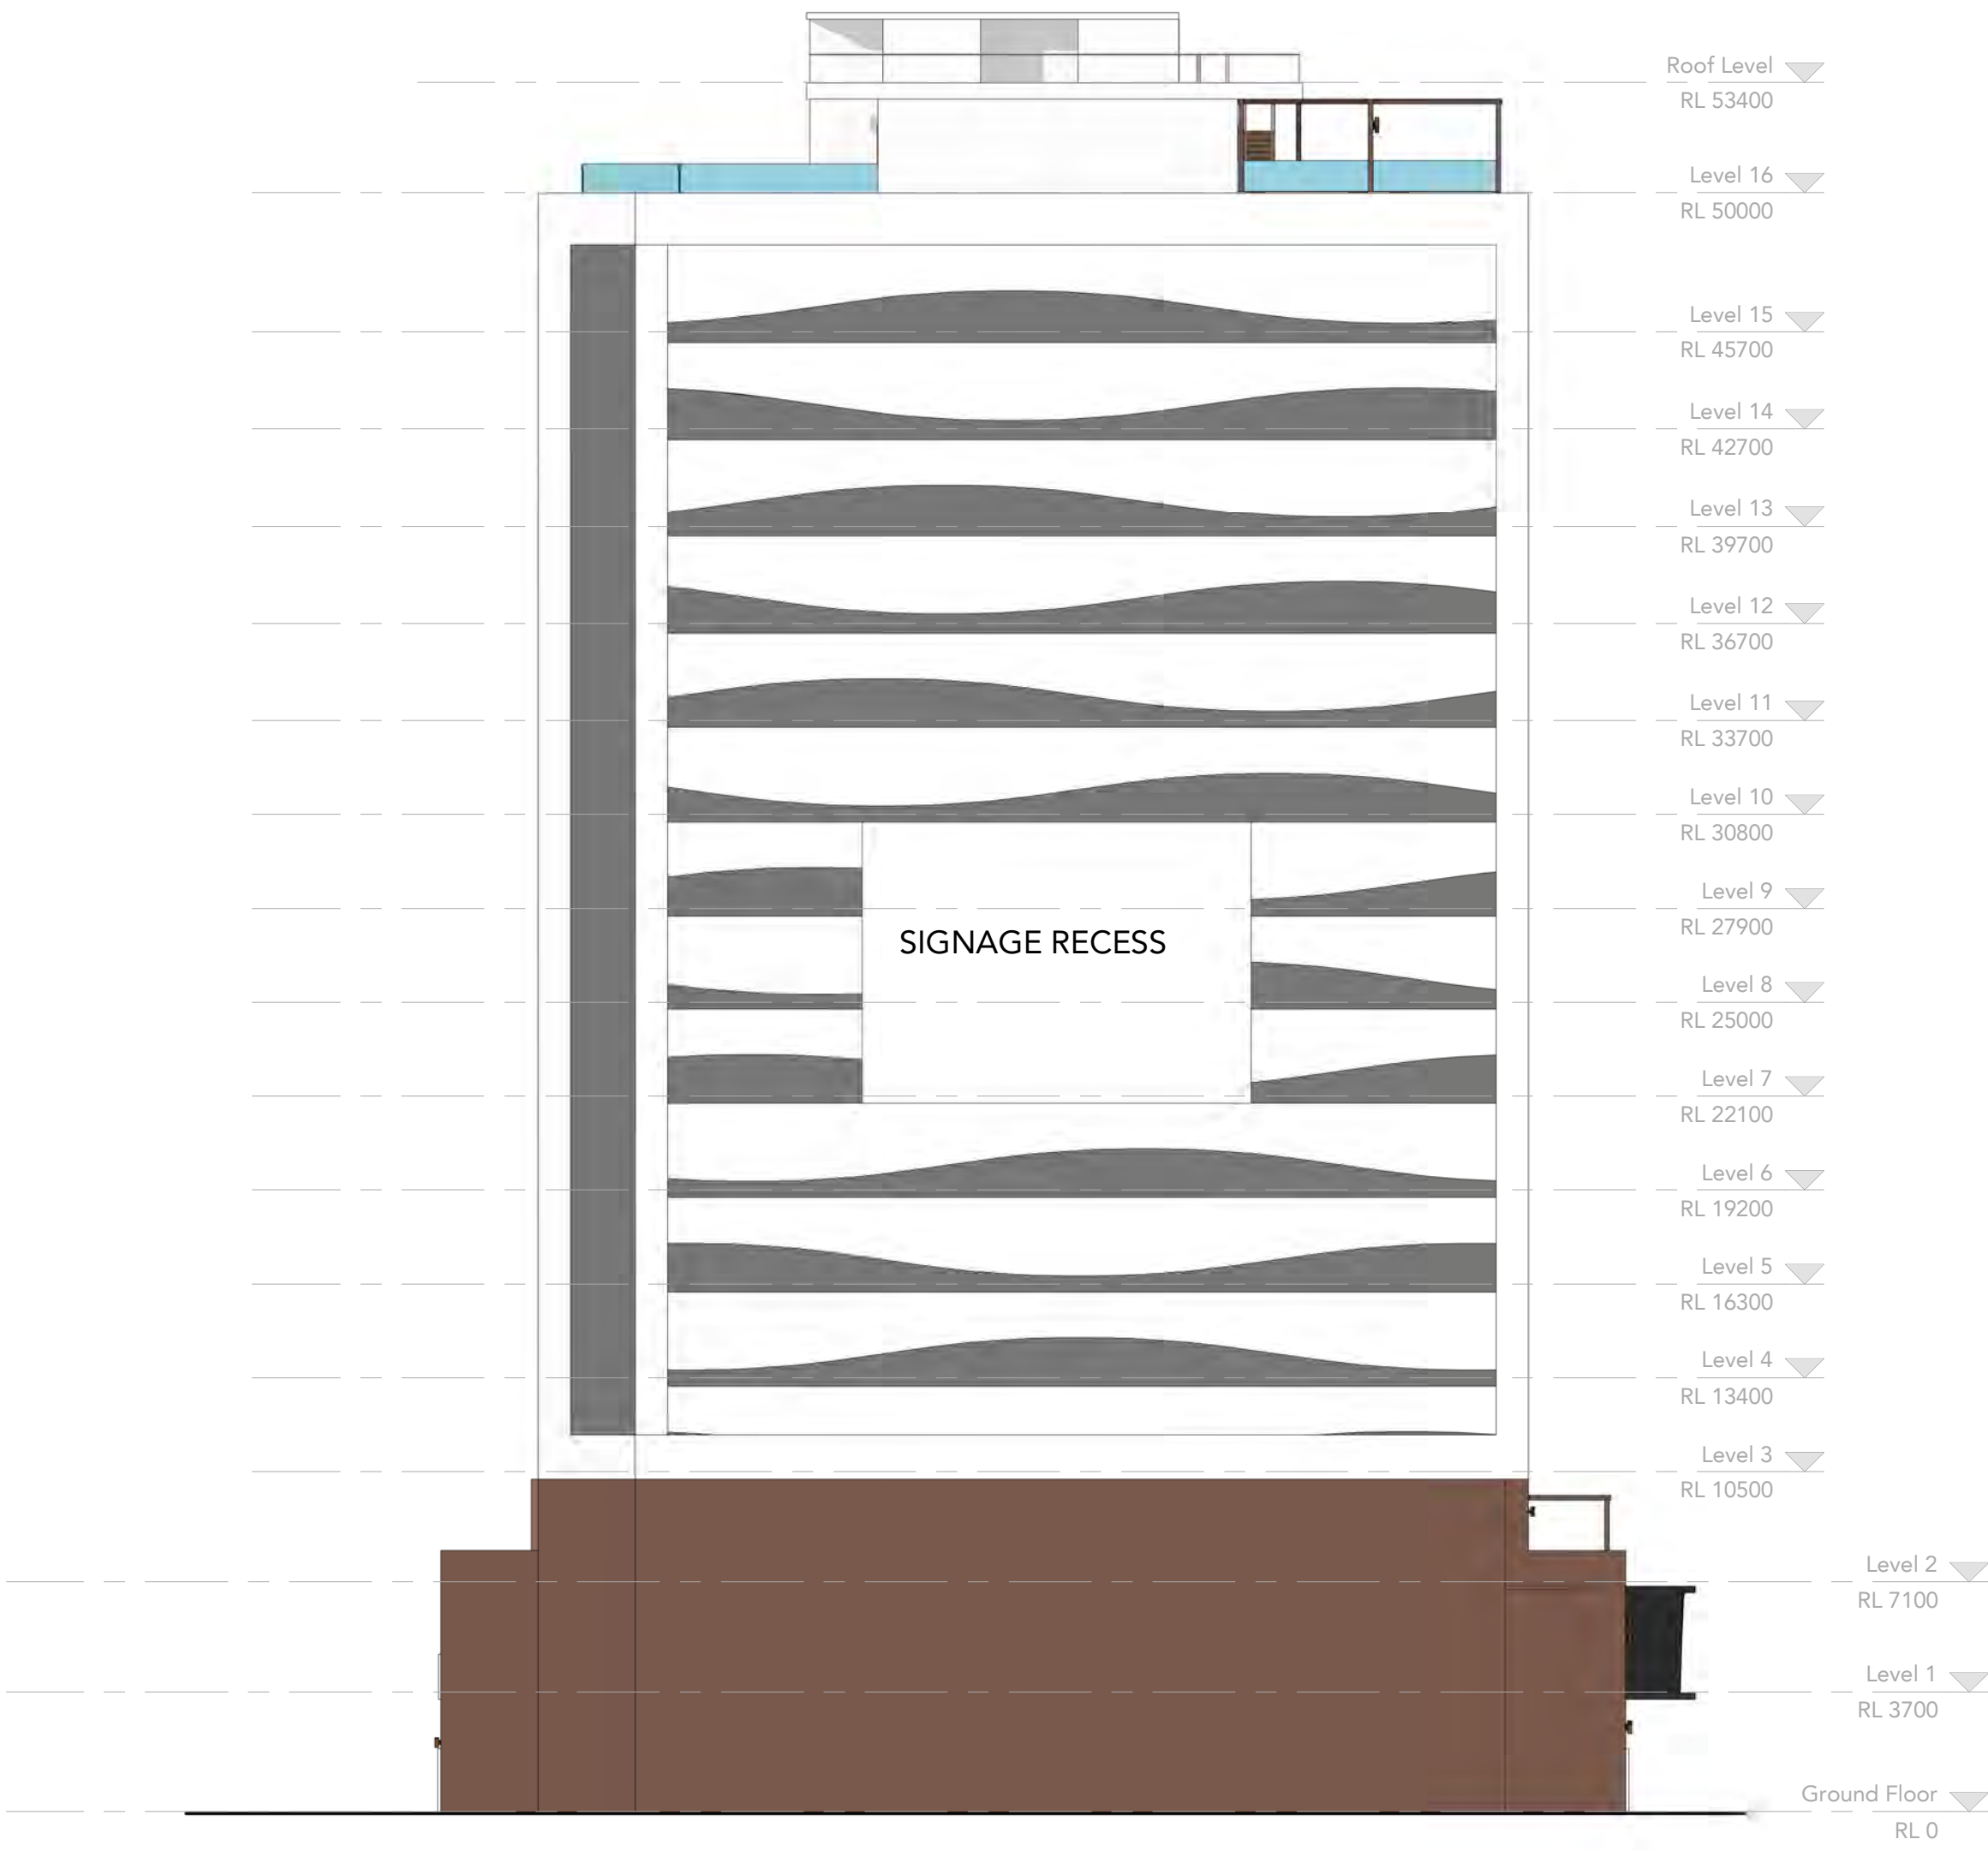 Roof Level
RL 53400
Level 16
RL 50000
Level 15
RL 45700
Level 14
RL 42700
Level 13
RL 39700
Level 12
RL 36700
Level 11
RL 33700
Level 10
RL 30800
Level 9
RL 27900
SIGNAGE RECESS
Level 8
RL 25000
Level 7
RL 22100
Level 6
RL 19200
Level 5
RL 16300
Level 4
RL 13400
Level 3
RL 10500
Level 2
RL 7100
Level 1
RL 3700
Ground Floor
RL 0